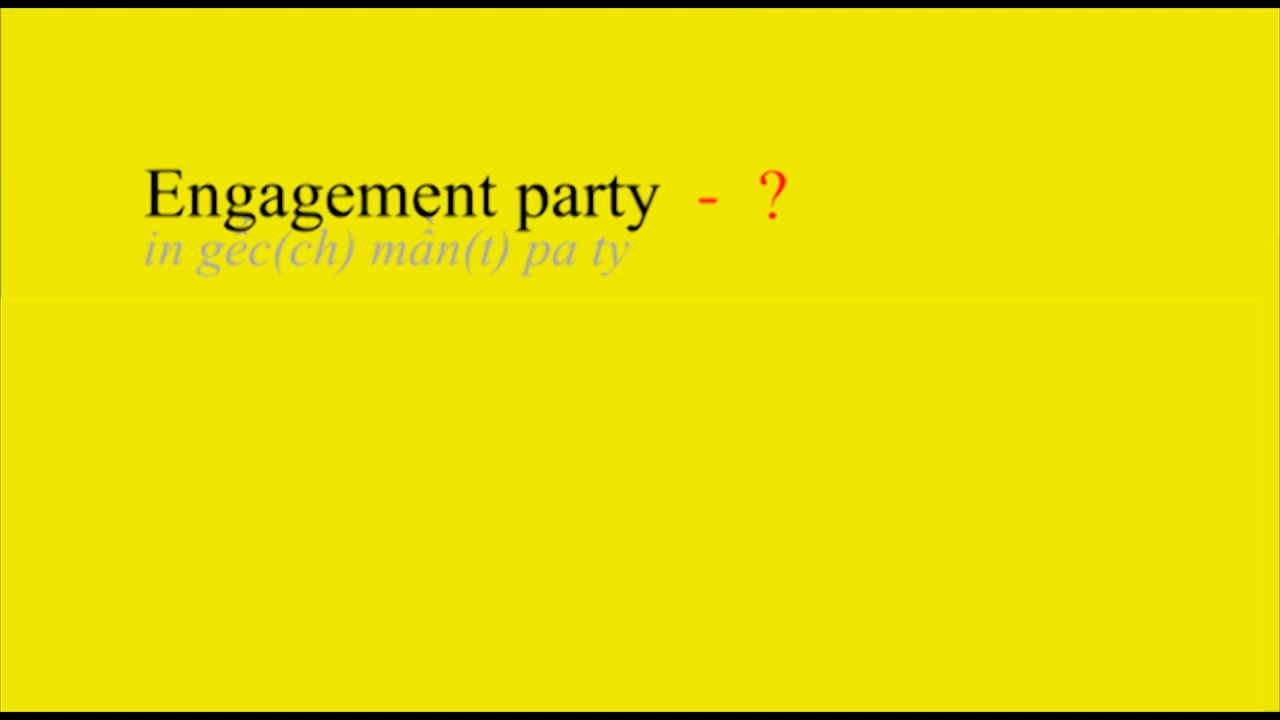 Engagement party - ?
in gếc(ch) mần(t) pa ty